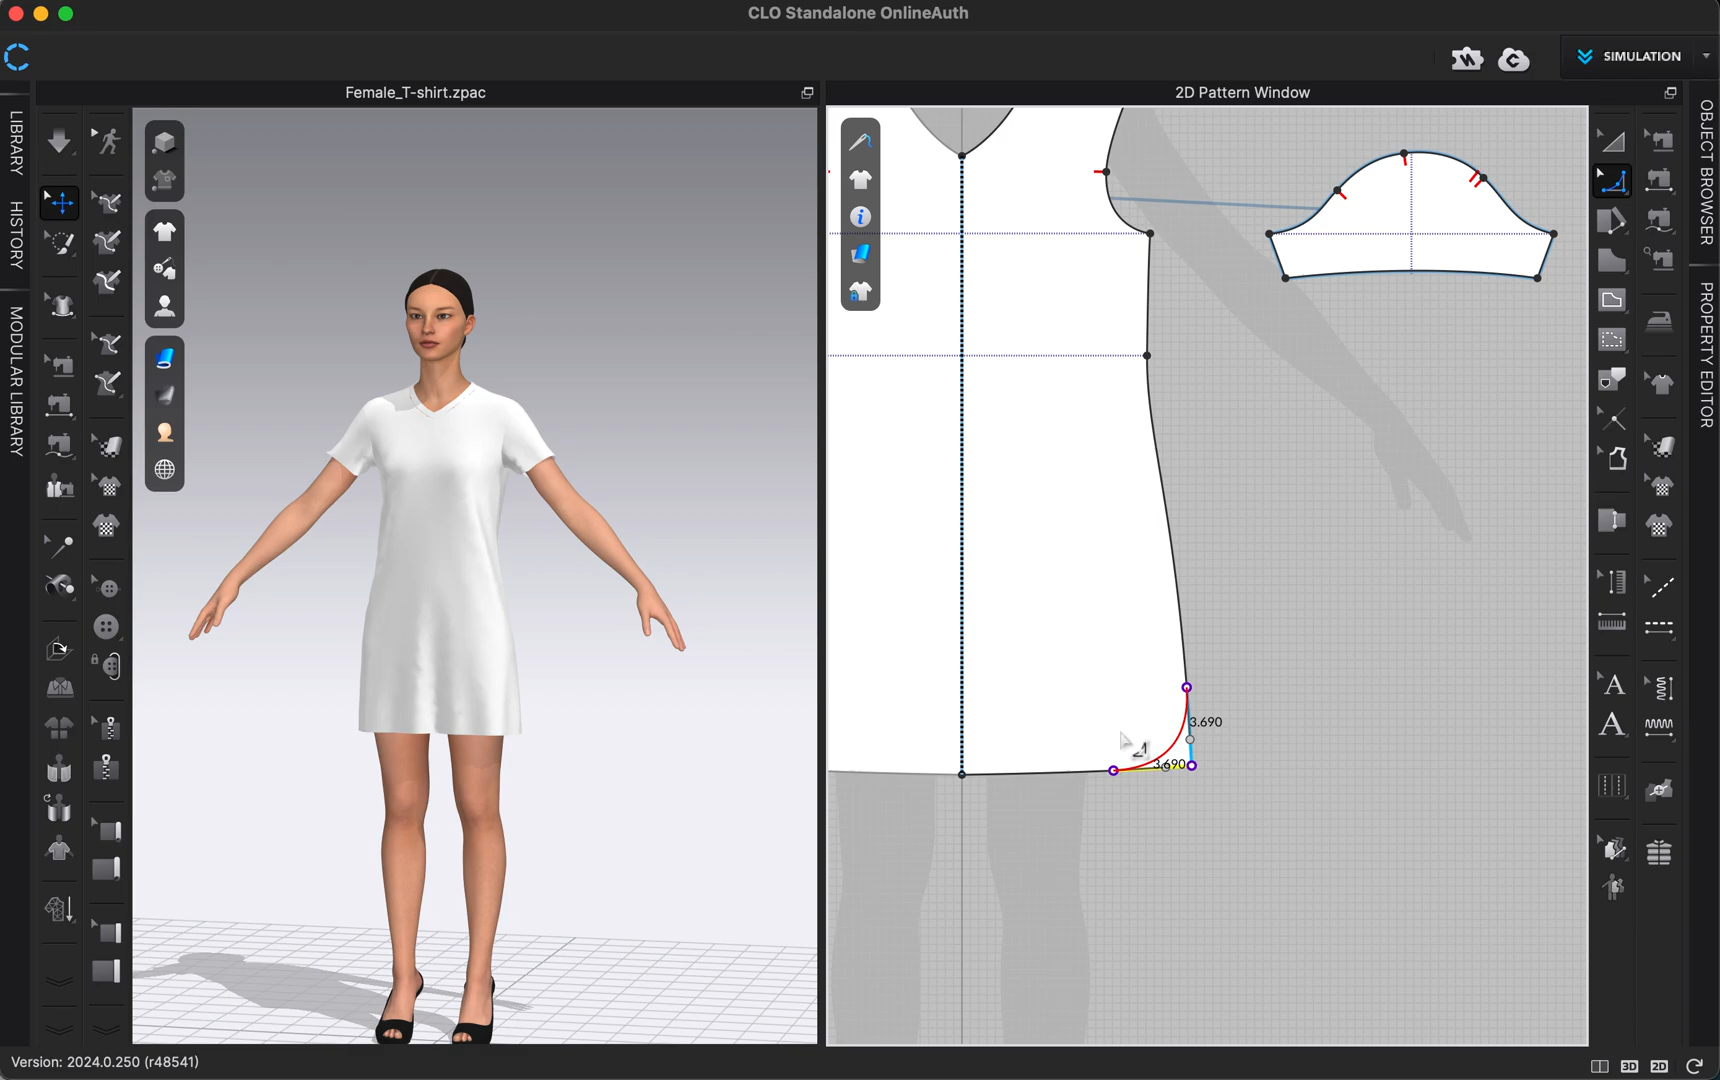 CLO Standalone OnlineAuth
SIMULATION
Female_T-shirt.zpac
2D Pattern Window
LIBRARY
HISTORY
MODULAR LIBRARY
OBJECT BROWSER
PROPERTY EDITOR
3.690
3.690
A
A
Version: 2024.0.250 (r48541)
3D
2D